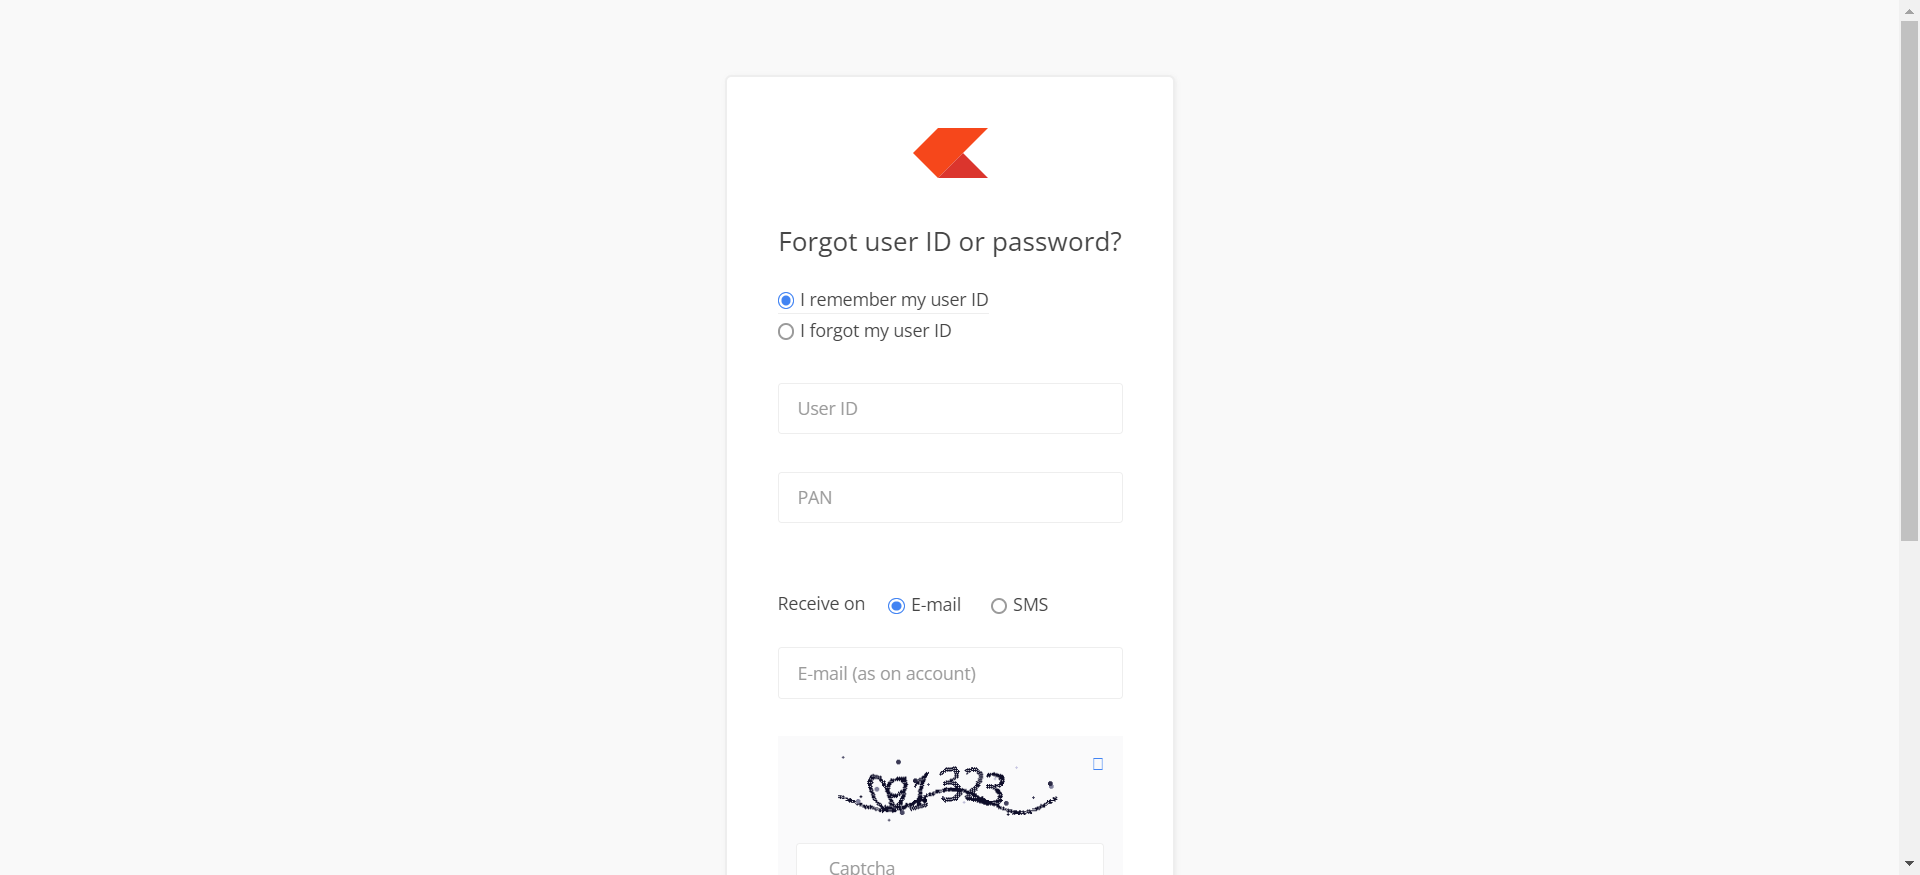 Forgot user ID or password?
I remember my user ID
I forgot my user ID
User ID
PAN
Receive on E-mail SMS
E-mail (as on account)
Captcha